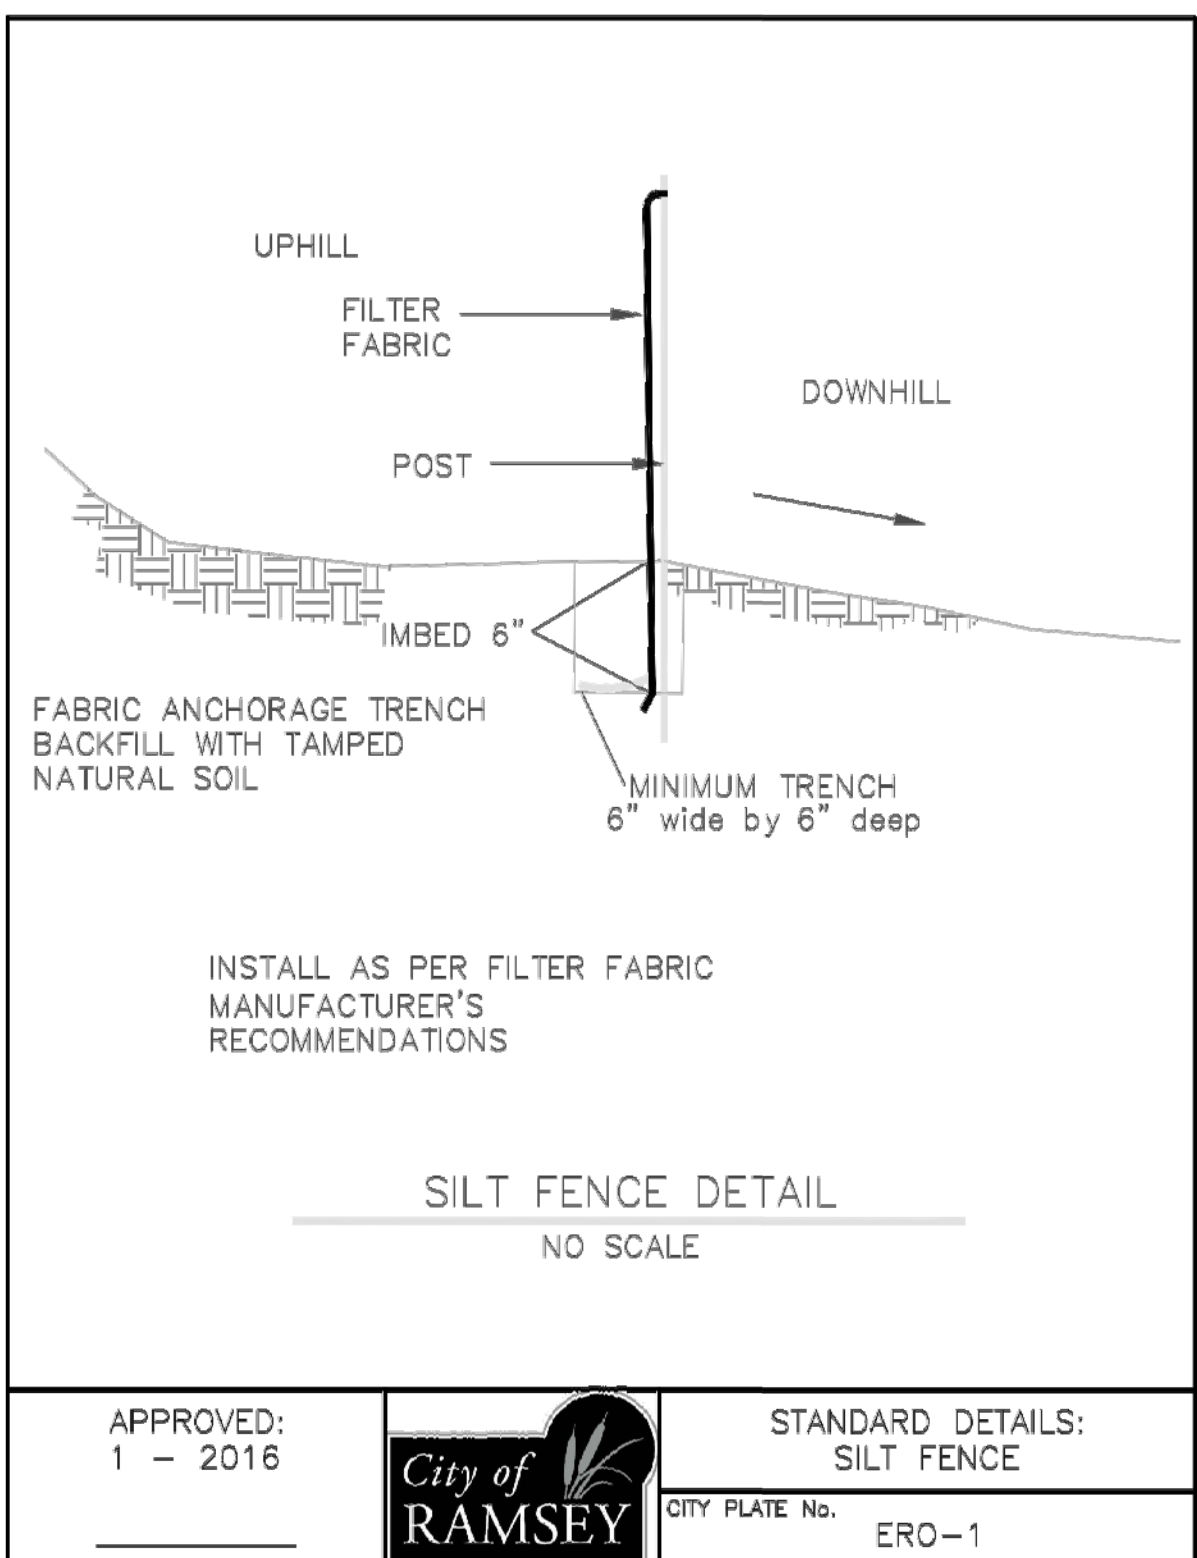 UPHILL
FILTER
FABRIC
DOWNHILL
POST
IMBED 6"
FABRIC ANCHORAGE TRENCH
BACKFILL WITH TAMPED
NATURAL SOIL
MINIMUM TRENCH
6" wide by 6" deep
INSTALL AS PER FILTER FABRIC
MANUFACTURER'S
RECOMMENDATIONS
SILT FENCE DETAIL
NO SCALE
APPROVED:
1 – 2016
City of
RAMSEY
STANDARD DETAILS:
SILT FENCE
CITY PLATE No.
ERO–1